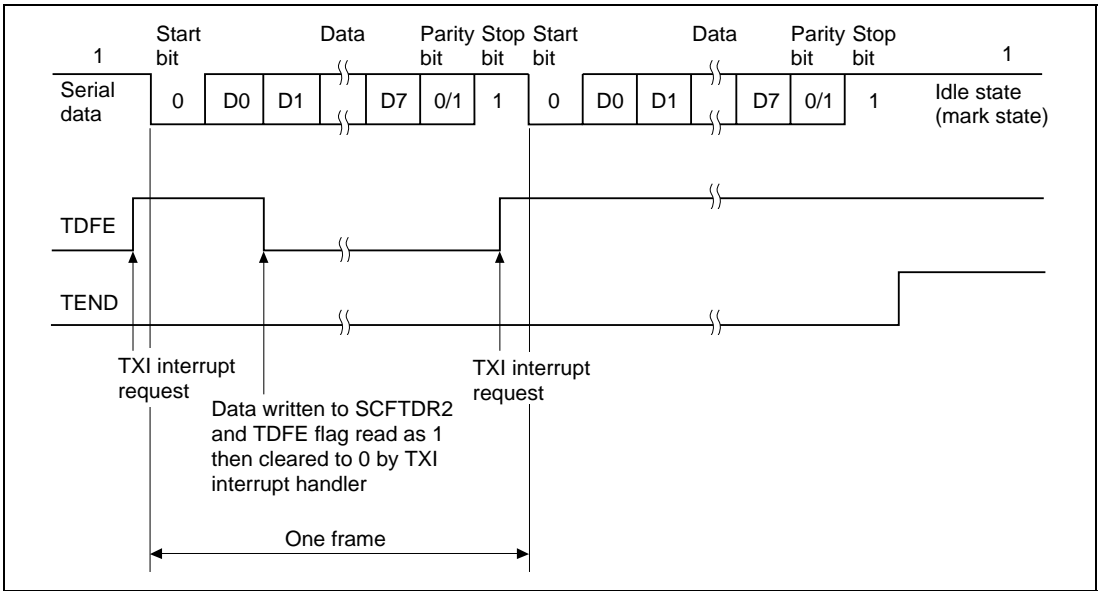 Start bit
Data
Parity bit
Stop bit
Start bit
Data
Parity bit
Stop bit
1
1
Serial data
0
D0
D1
D7
0/1
1
0
D0
D1
D7
0/1
1
Idle state
(mark state)
TDFE
TEND
TXI interrupt
request
TXI interrupt
request
Data written to SCFTDR2
and TDFE flag read as 1
then cleared to 0 by TXI
interrupt handler
One frame